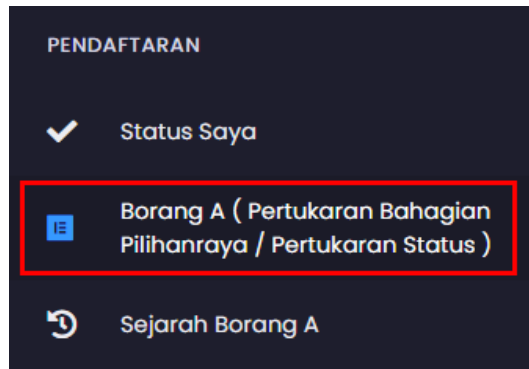 PENDAFTARAN
Status Saya
Borang A ( Pertukaran Bahagian
Pilihanraya / Pertukaran Status )
Sejarah Borang A